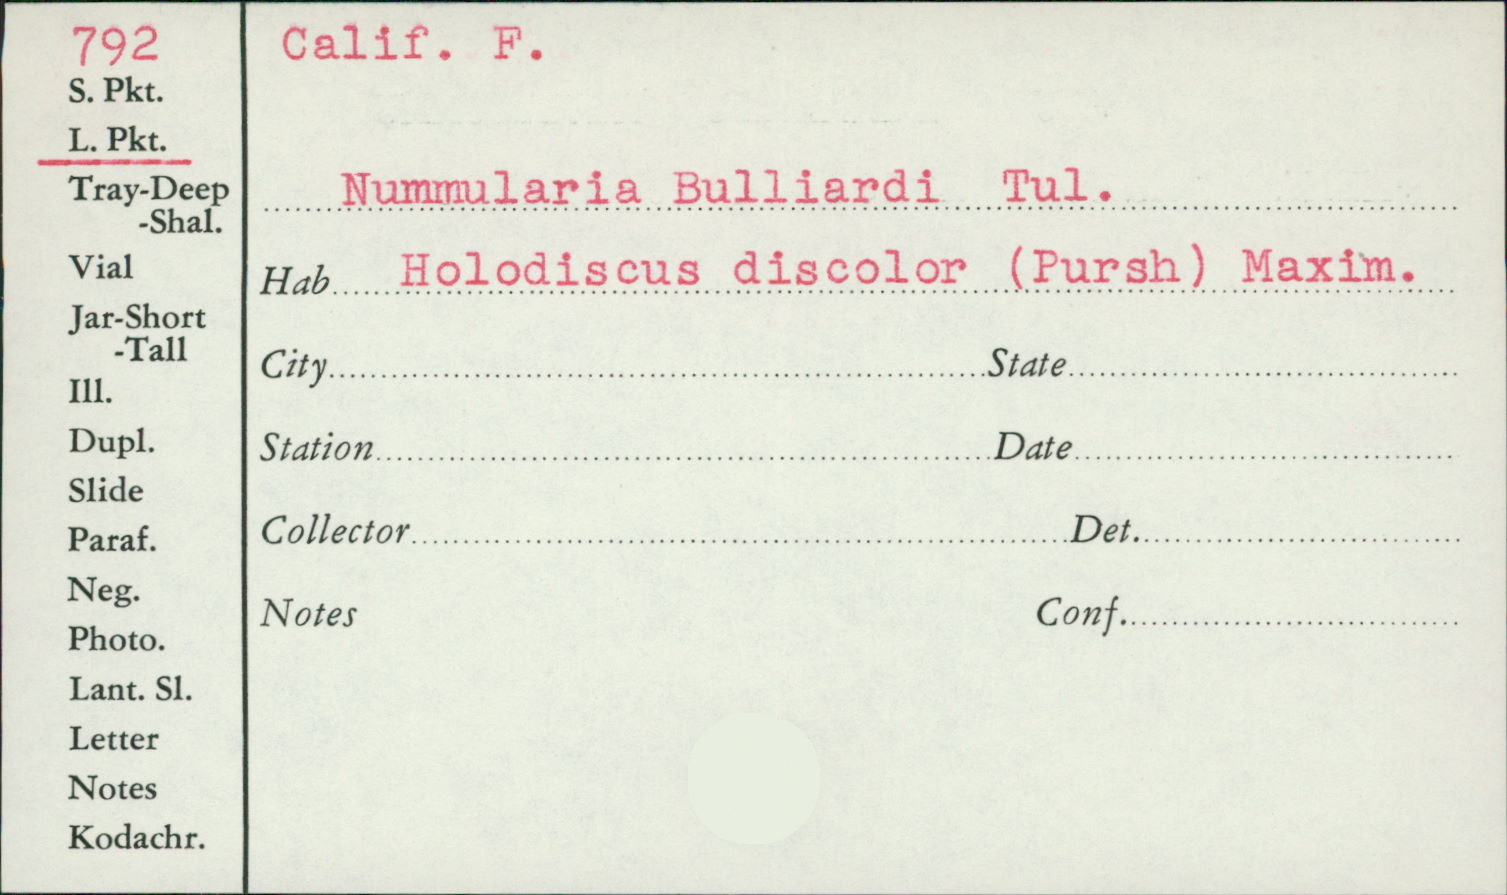 792
S. Pkt.
L. Pkt.
Tray-Deep
-Shal.
Vial
Jar-Short
-Tall
Ill.
Dupl.
Slide
Paraf.
Neg.
Photo.
Lant. Sl.
Letter
Notes
Kodachr.
Calif. F.
Nummularia Bulliardi Tul.
Hab. Holodiscus discolor (Pursh) Maxim.
City State
Station Date
Collector Det.
Notes Conf.